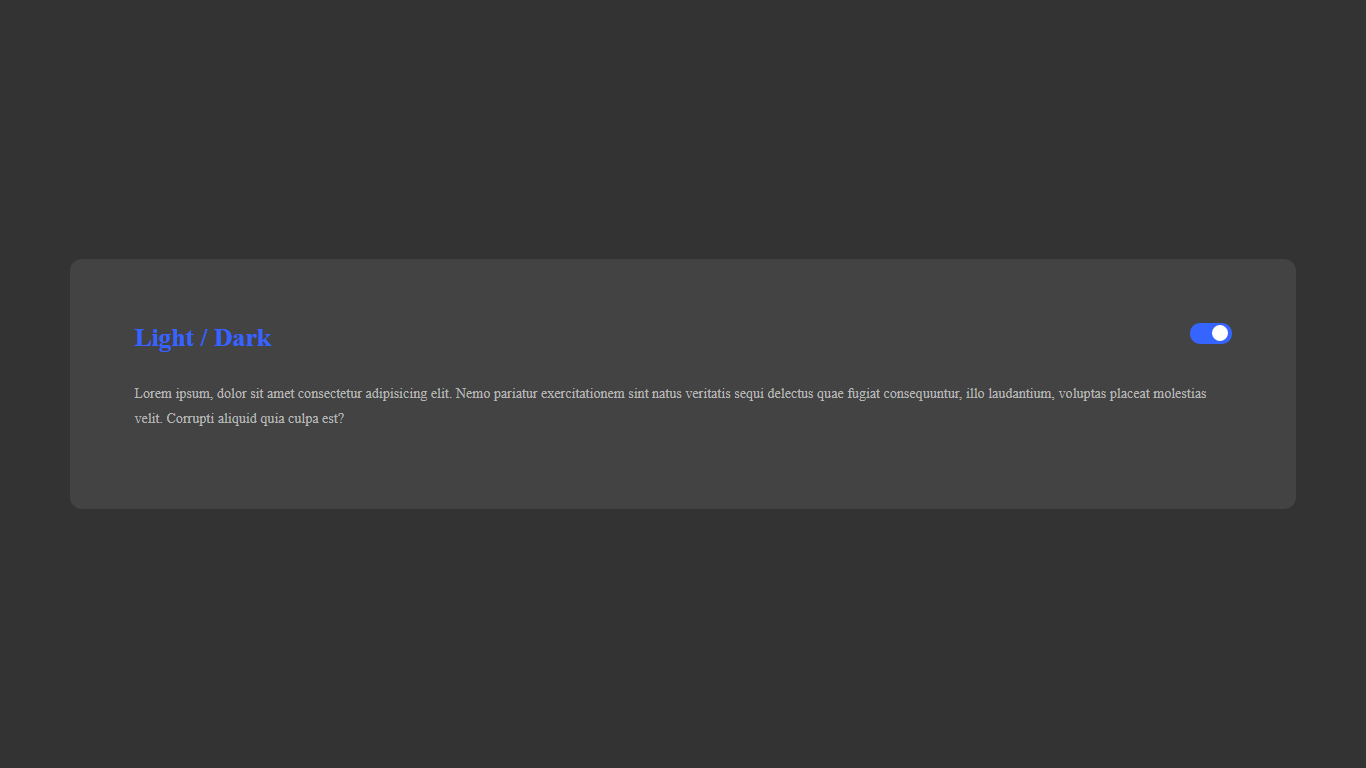 Light / Dark
Lorem ipsum, dolor sit amet consectetur adipisicing elit. Nemo pariatur exercitationem sint natus veritatis sequi delectus quae fugiat consequuntur, illo laudantium, voluptas placeat molestias
velit. Corrupti aliquid quia culpa est?